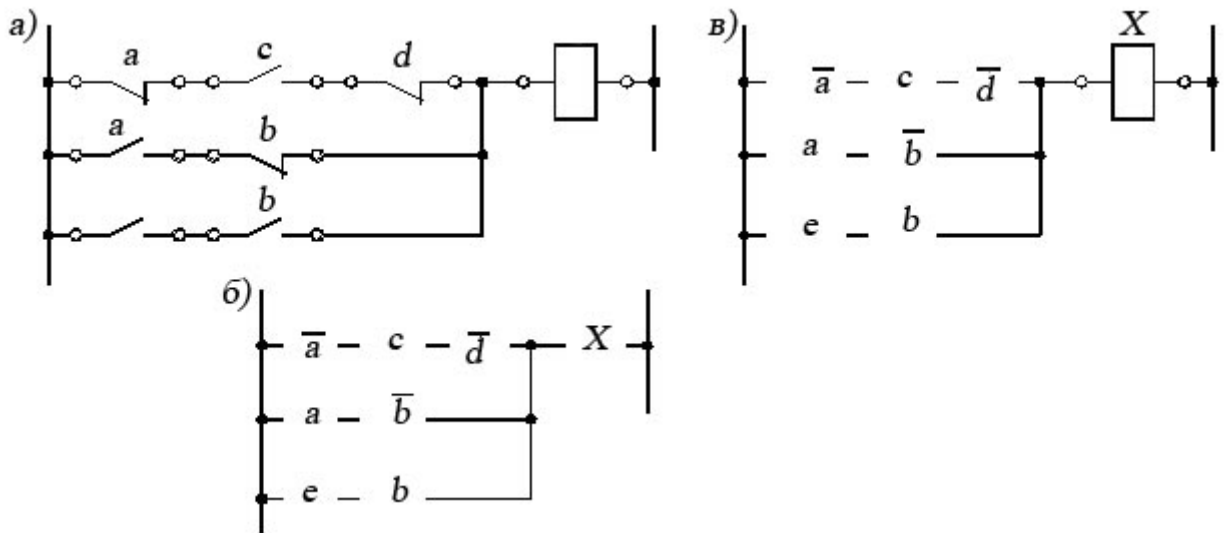 а)
a c d
a b
b
в)
X
a̅ c d̅
a b̅
e b
б)
a̅ c d̅ X
a b̅
e b